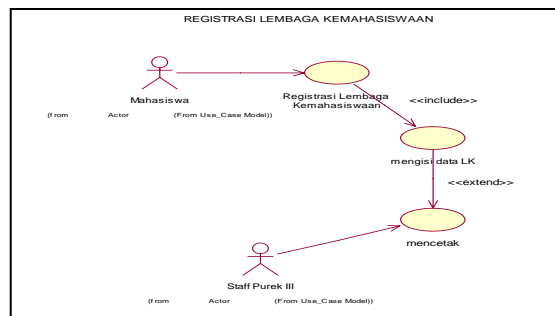 REGISTRASI LEMBAGA KEMAHASISWAAN
Mahasiswa
(from Actor (From Use_Case Model))
Registrasi Lembaga
Kemahasiswaan
<<include>>
mengisi data LK
<<extend>>
mencetak
Staff Purek III
(from Actor (From Use_Case Model))